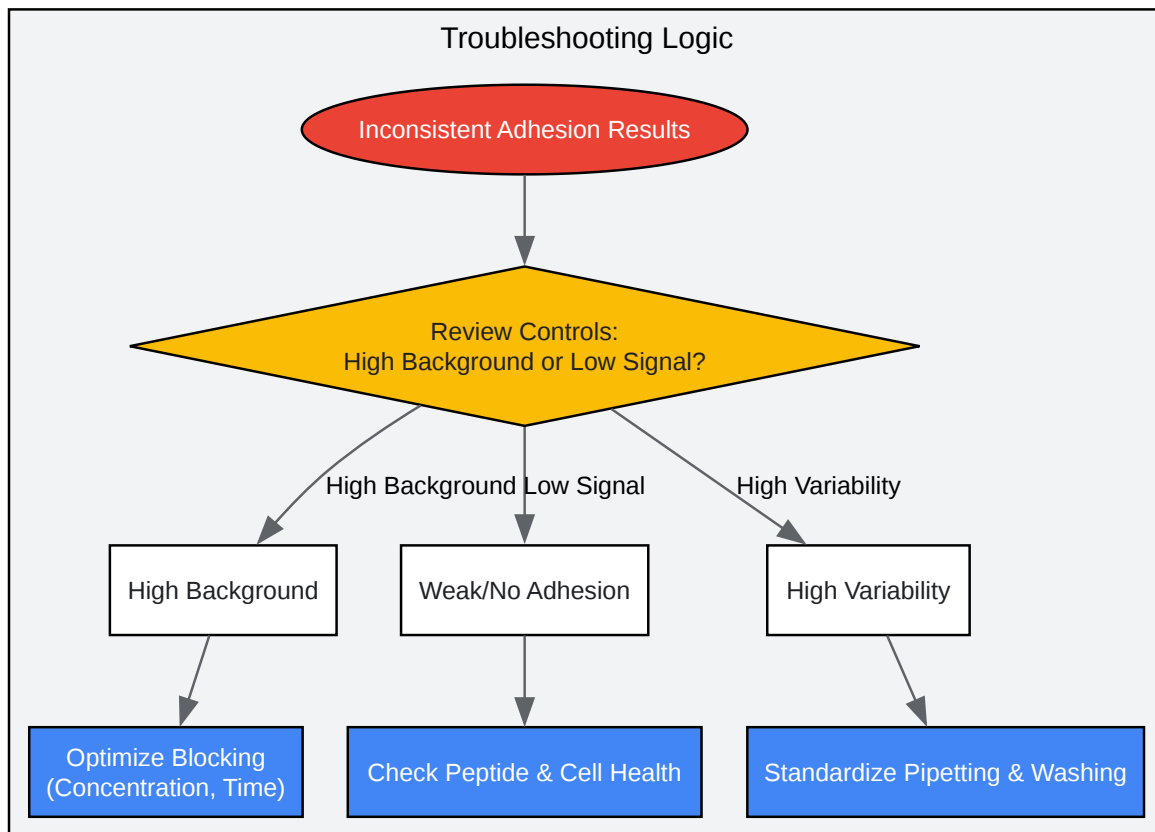 Troubleshooting Logic
Inconsistent Adhesion Results
Review Controls:
High Background or Low Signal?
High Background
Low Signal
High Variability
High Background
Weak/No Adhesion
High Variability
Optimize Blocking
(Concentration, Time)
Check Peptide & Cell Health
Standardize Pipetting & Washing